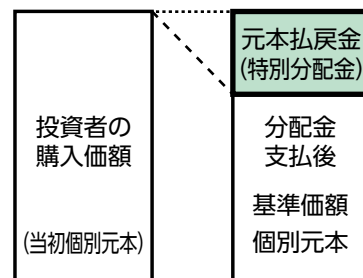 投資者の
購入価額
(当初個別元本)
元本払戻金
(特別分配金)
分配金
支払後
基準価額
個別元本